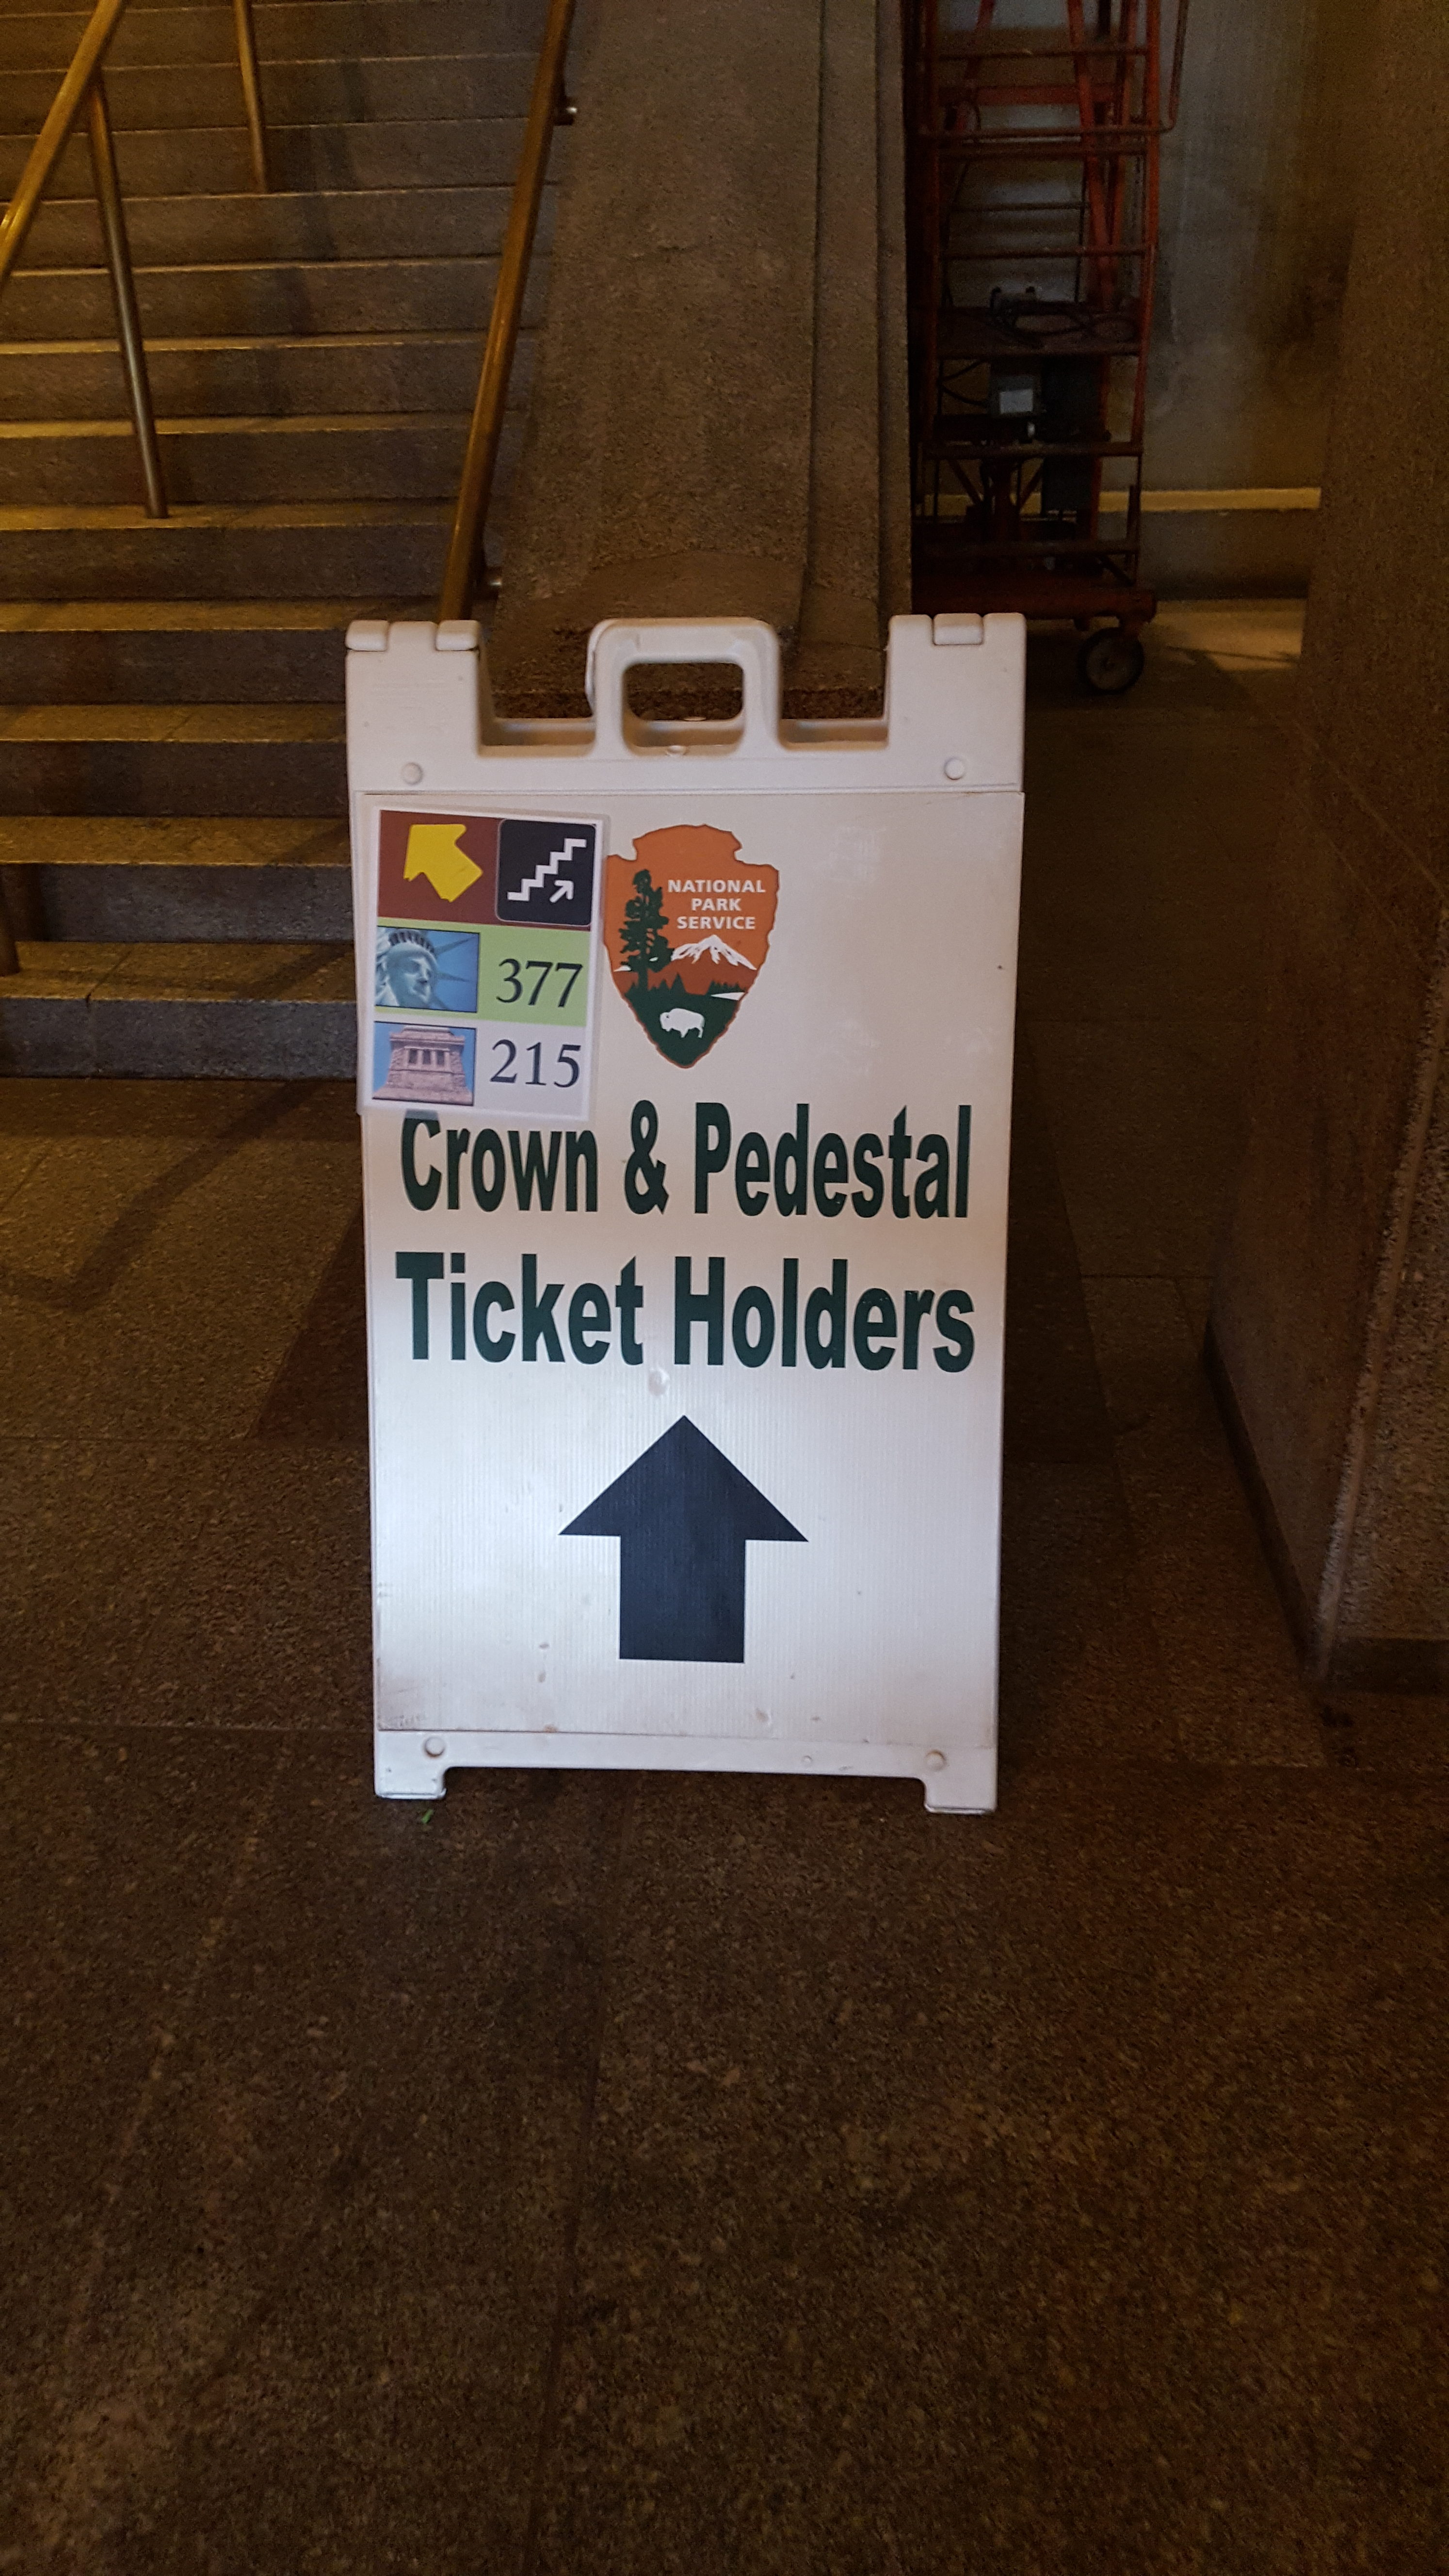 NATIONAL
PARK
SERVICE
377
215
Crown & Pedestal
Ticket Holders